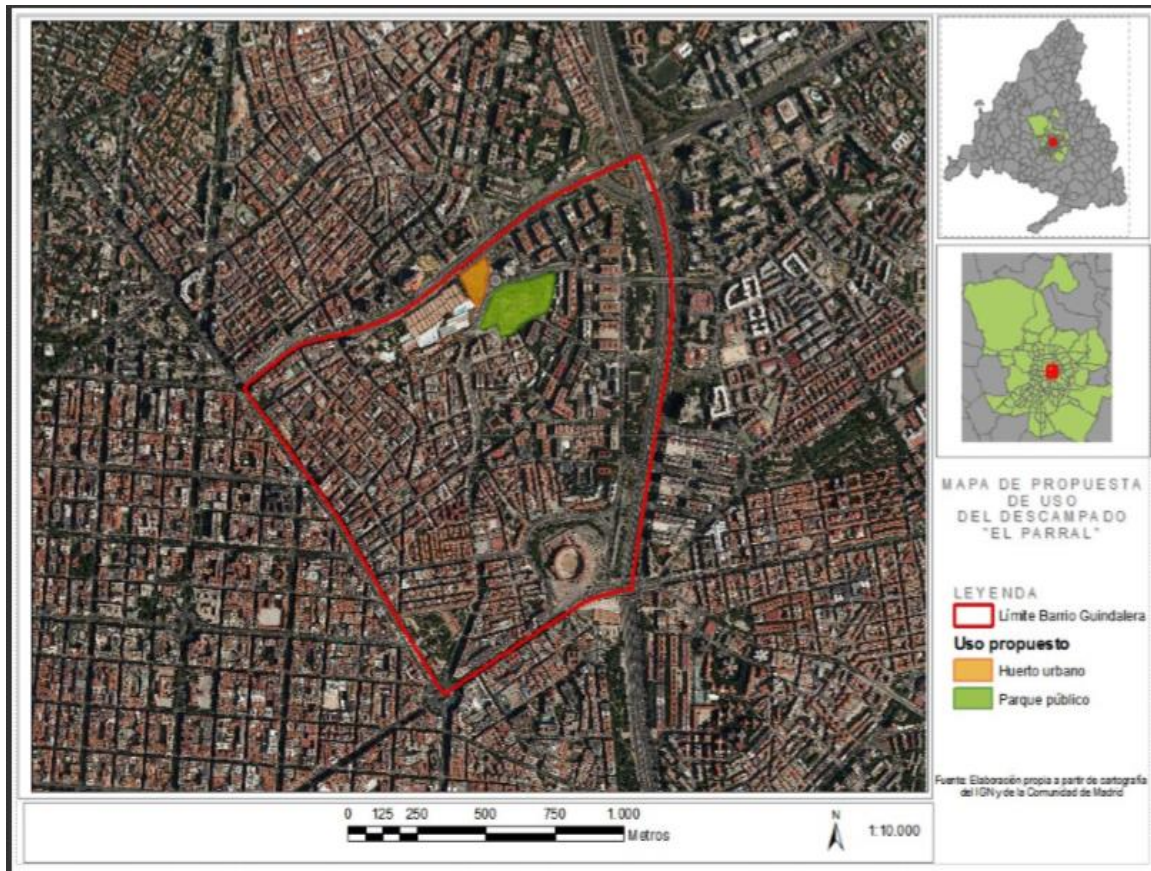 MAPA DE PROPUESTA
DE USO
DEL DESCAMPADO
"EL PARRAL"
LEYENDA
Límite Barrio Guindalera
Uso propuesto
Huerto urbano
Parque público
Fuente: Elaboración propia a partir de cartografía
del IGN y de la Comunidad de Madrid
0 125 250 500 750 1.000
Metros
N
1:10.000